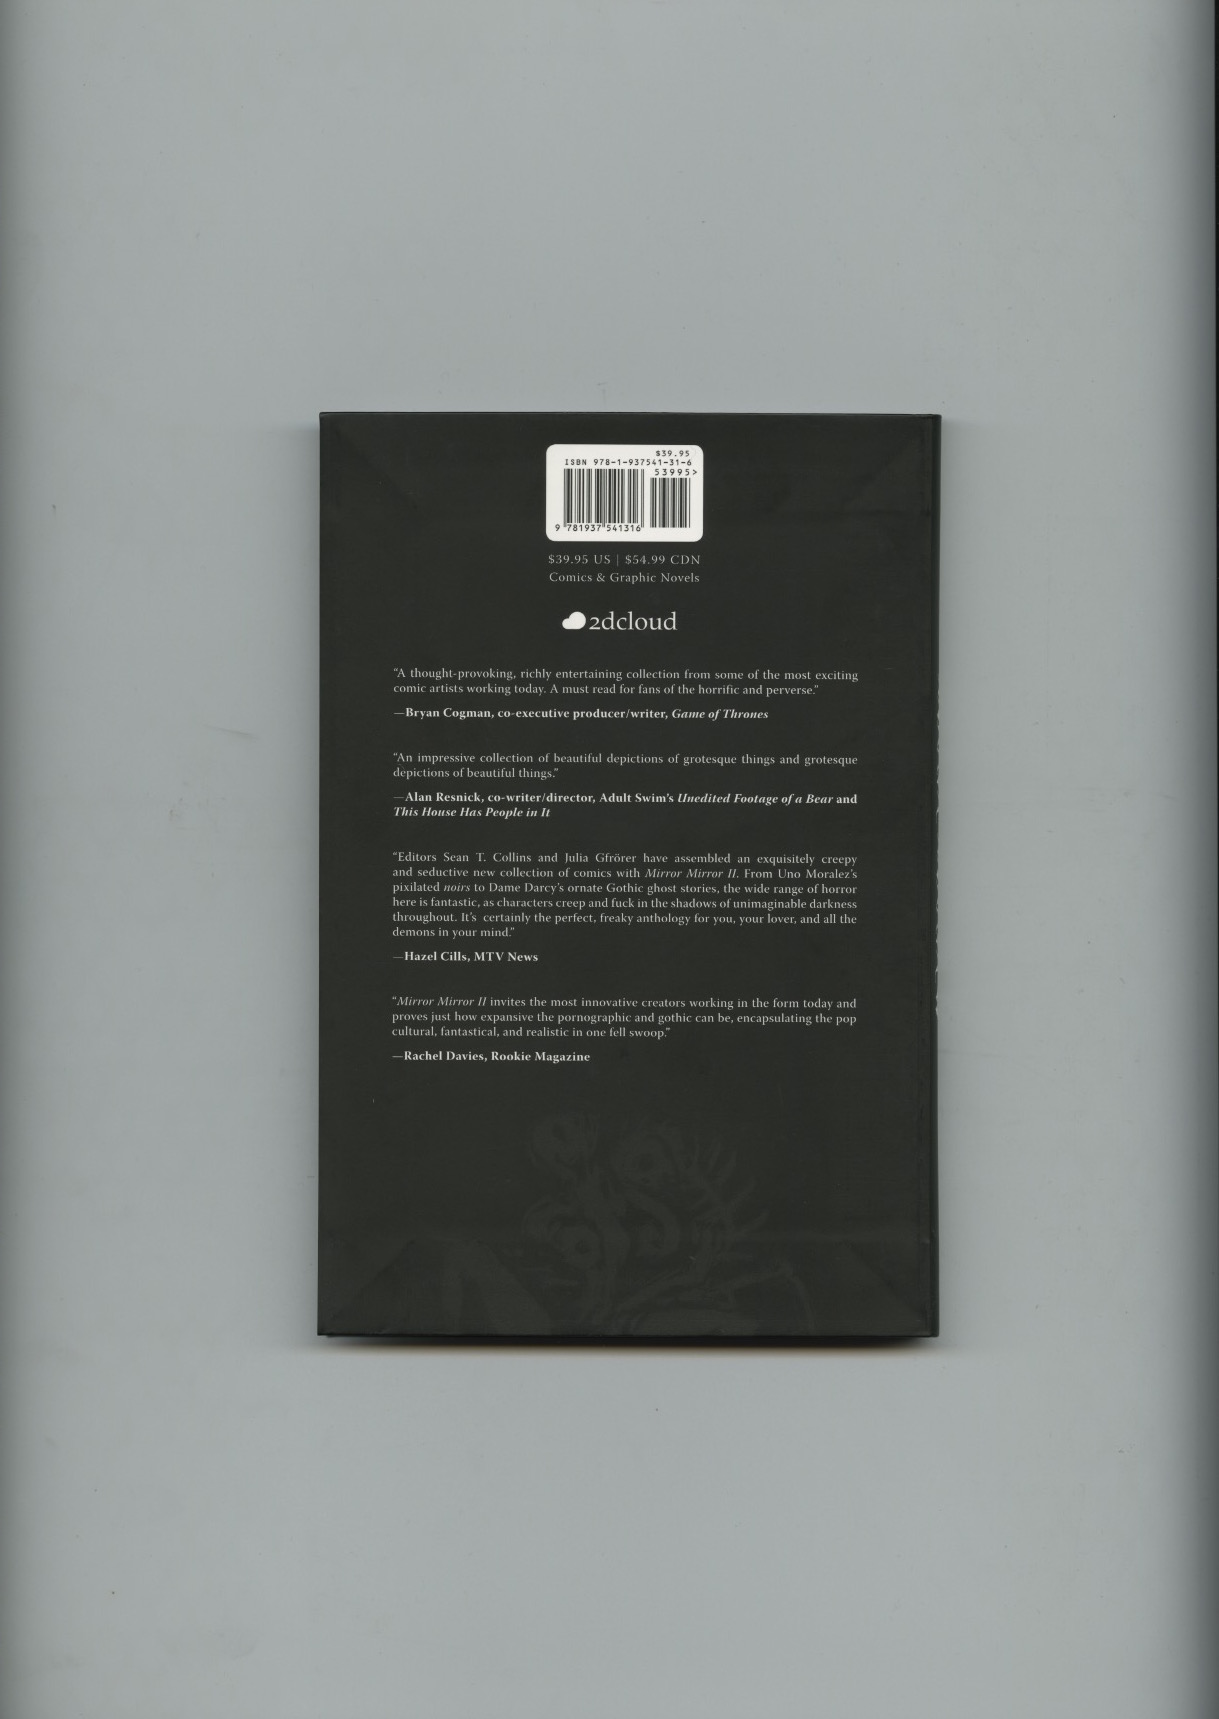 $39.95
ISBN 978-1-937541-31-6
53995>
9 781937 541316
$39.95 US | $54.99 CDN
Comics & Graphic Novels
2dcloud
“A thought-provoking, richly entertaining collection from some of the most exciting
comic artists working today. A must read for fans of the horrific and perverse.”
—Bryan Cogman, co-executive producer/writer, Game of Thrones
“An impressive collection of beautiful depictions of grotesque things and grotesque
depictions of beautiful things.”
—Alan Resnick, co-writer/director, Adult Swim’s Unedited Footage of a Bear and
This House Has People in It
“Editors Sean T. Collins and Julia Gfrörer have assembled an exquisitely creepy
and seductive new collection of comics with Mirror Mirror II. From Uno Moralez’s
pixilated noirs to Dame Darcy’s ornate Gothic ghost stories, the wide range of horror
here is fantastic, as characters creep and fuck in the shadows of unimaginable darkness
throughout. It’s certainly the perfect, freaky anthology for you, your lover, and all the
demons in your mind.”
—Hazel Cills, MTV News
“Mirror Mirror II invites the most innovative creators working in the form today and
proves just how expansive the pornographic and gothic can be, encapsulating the pop
cultural, fantastical, and realistic in one fell swoop.”
—Rachel Davies, Rookie Magazine